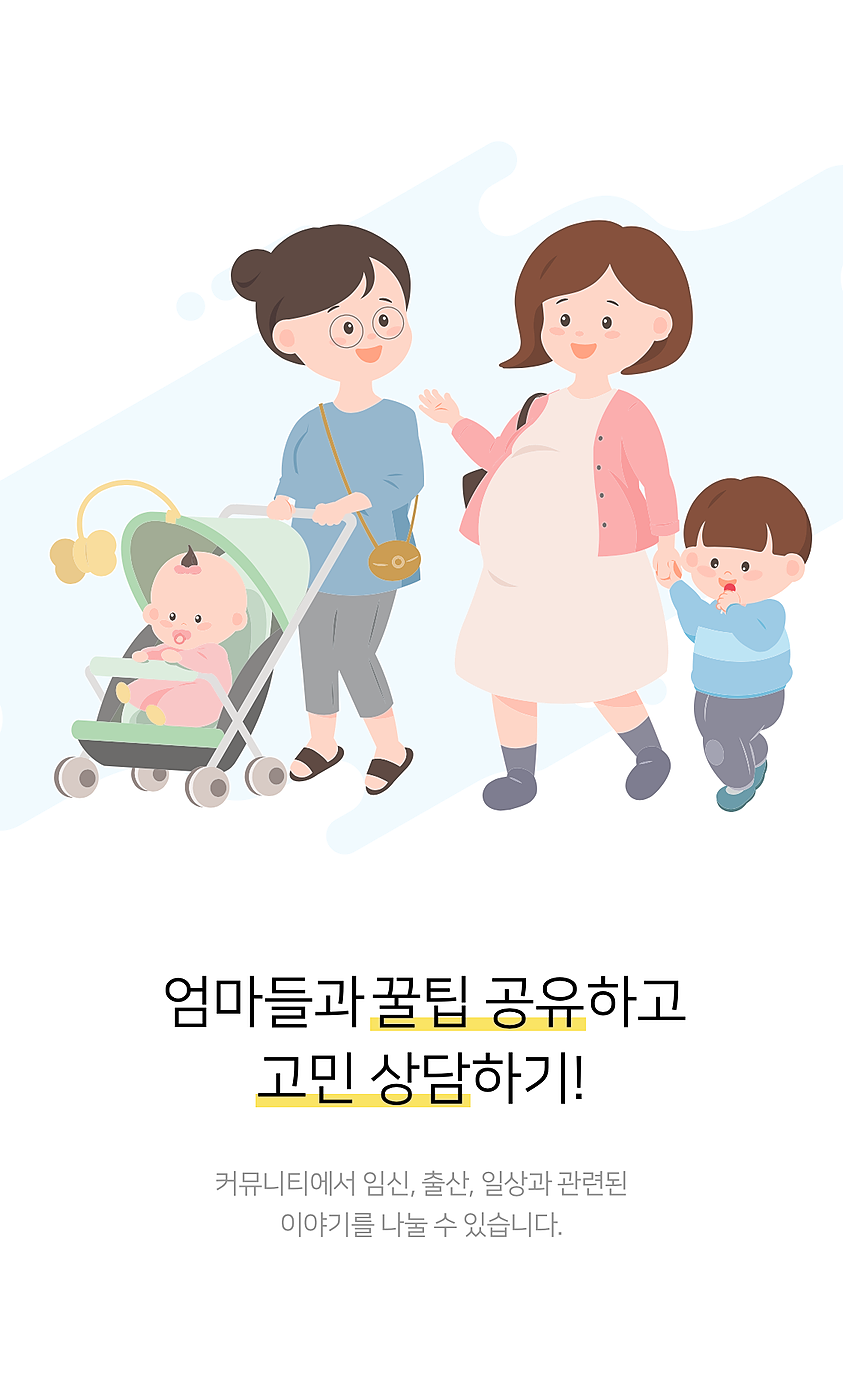 엄마들과 꿀팁 공유하고
고민 상담하기!
커뮤니티에서 임신, 출산, 일상과 관련된
이야기를 나눌 수 있습니다.